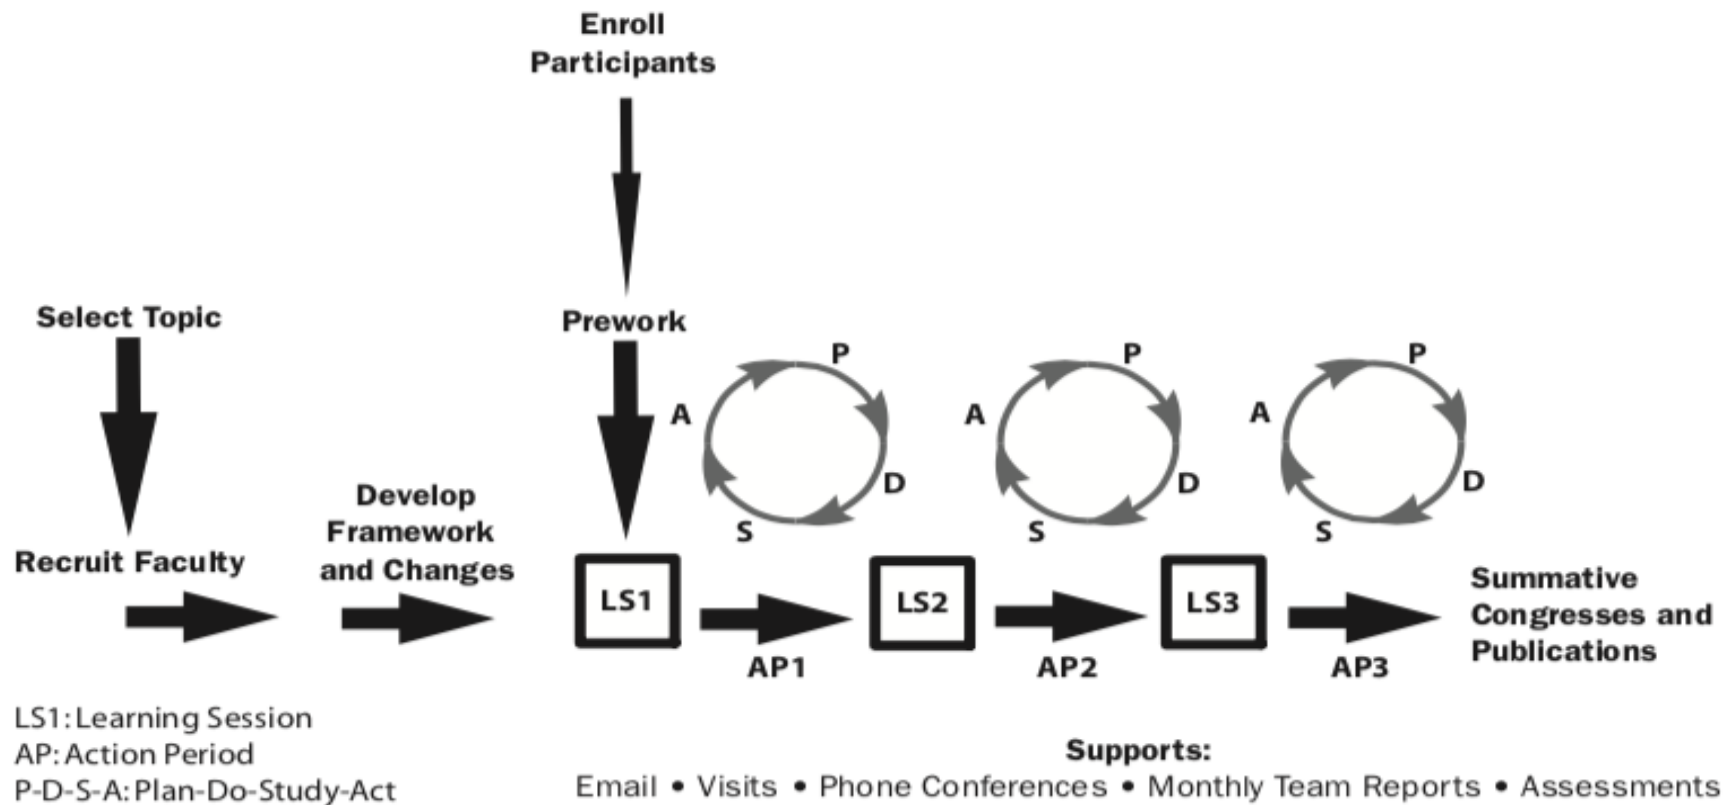 Enroll
Participants
Select Topic
Prework
Recruit Faculty
Develop
Framework
and Changes
P
D
S
A
P
D
S
A
P
D
S
A
LS1
LS2
LS3
AP1
AP2
AP3
Summative
Congresses and
Publications
LS1: Learning Session
AP: Action Period
P-D-S-A: Plan-Do-Study-Act
Supports:
Email • Visits • Phone Conferences • Monthly Team Reports • Assessments